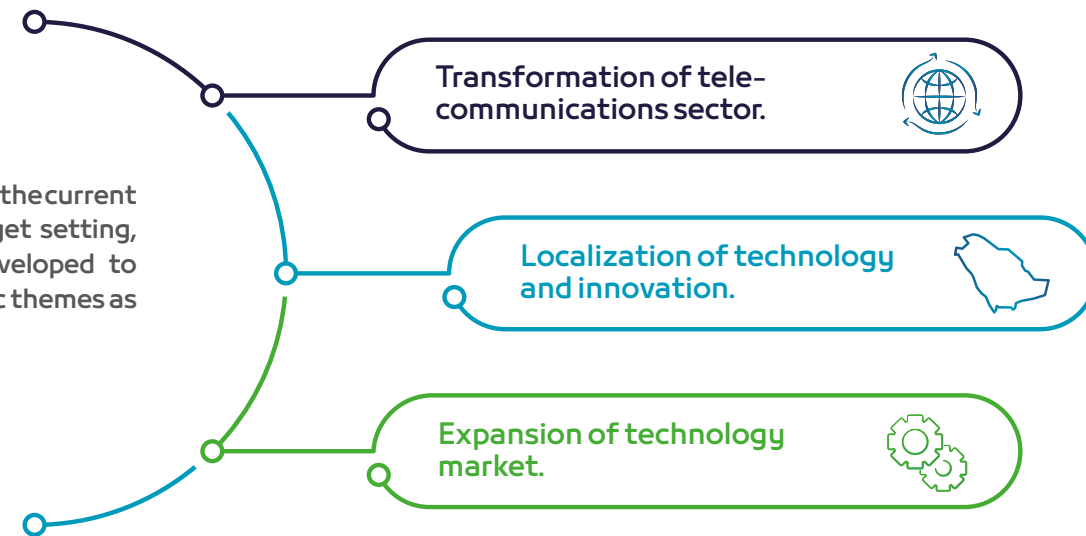 the current
get setting,
veloped to
themes as
Transformation of tele-
communications sector.
Localization of technology
and innovation.
Expansion of technology
market.